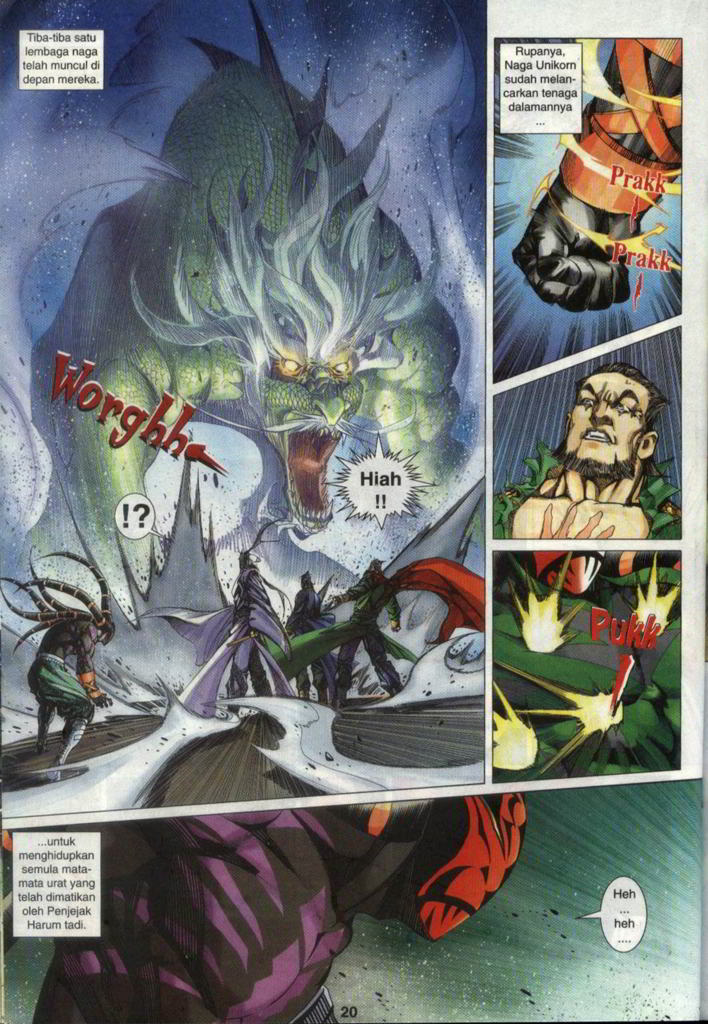 Tiba-tiba satu
lembaga naga
telah muncul di
depan mereka.
Worghh
!?
Hiah
!!
Rupanya,
Naga Unikorn
sudah melan-
carkan tenaga
dalamannya
...
Prakk
Prakk
Pukk
...untuk
menghidupkan
semula mata-
mata urat yang
telah dimatikan
oleh Penjejak
Harum tadi.
Heh
...
heh
....
20